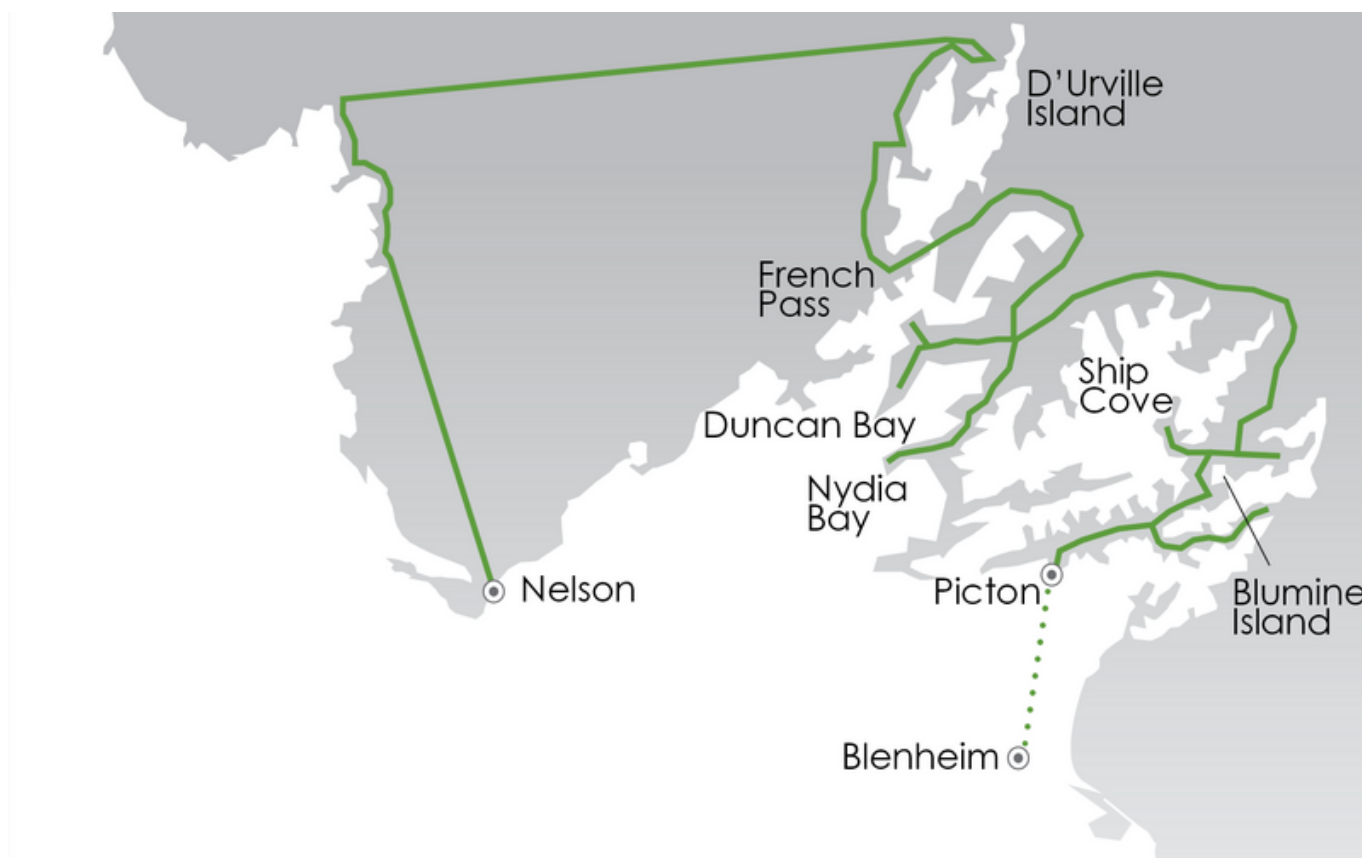 D’Urville
Island
French
Pass
Ship
Cove
Duncan Bay
Nydia
Bay
Nelson
Picton
Blumine
Island
Blenheim